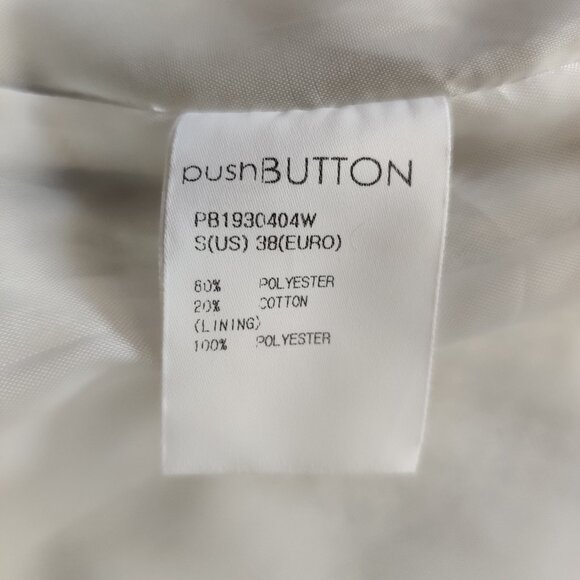 pushBUTTON
PB1930404W
S(US) 38(EURO)
80% POLYESTER
20% COTTON
(LINING)
100% POLYESTER